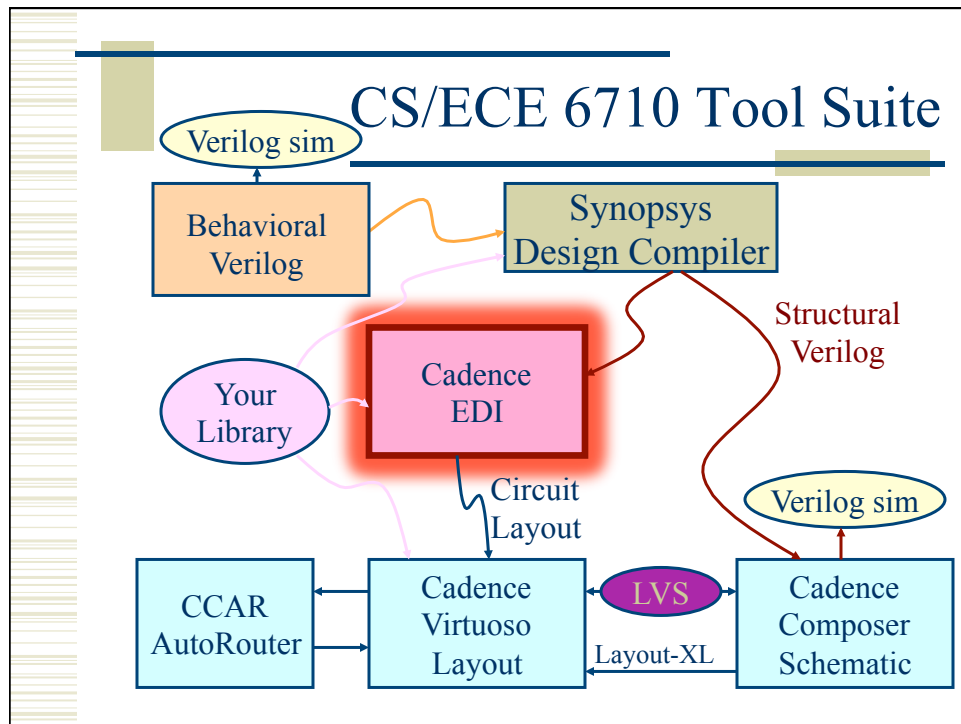 CS/ECE 6710 Tool Suite
Verilog sim
Behavioral
Verilog
Synopsys
Design Compiler
Structural
Verilog
Cadence
EDI
Your
Library
Circuit
Layout
Verilog sim
CCAR
AutoRouter
Cadence
Virtuoso
Layout
LVS
Layout-XL
Cadence
Composer
Schematic